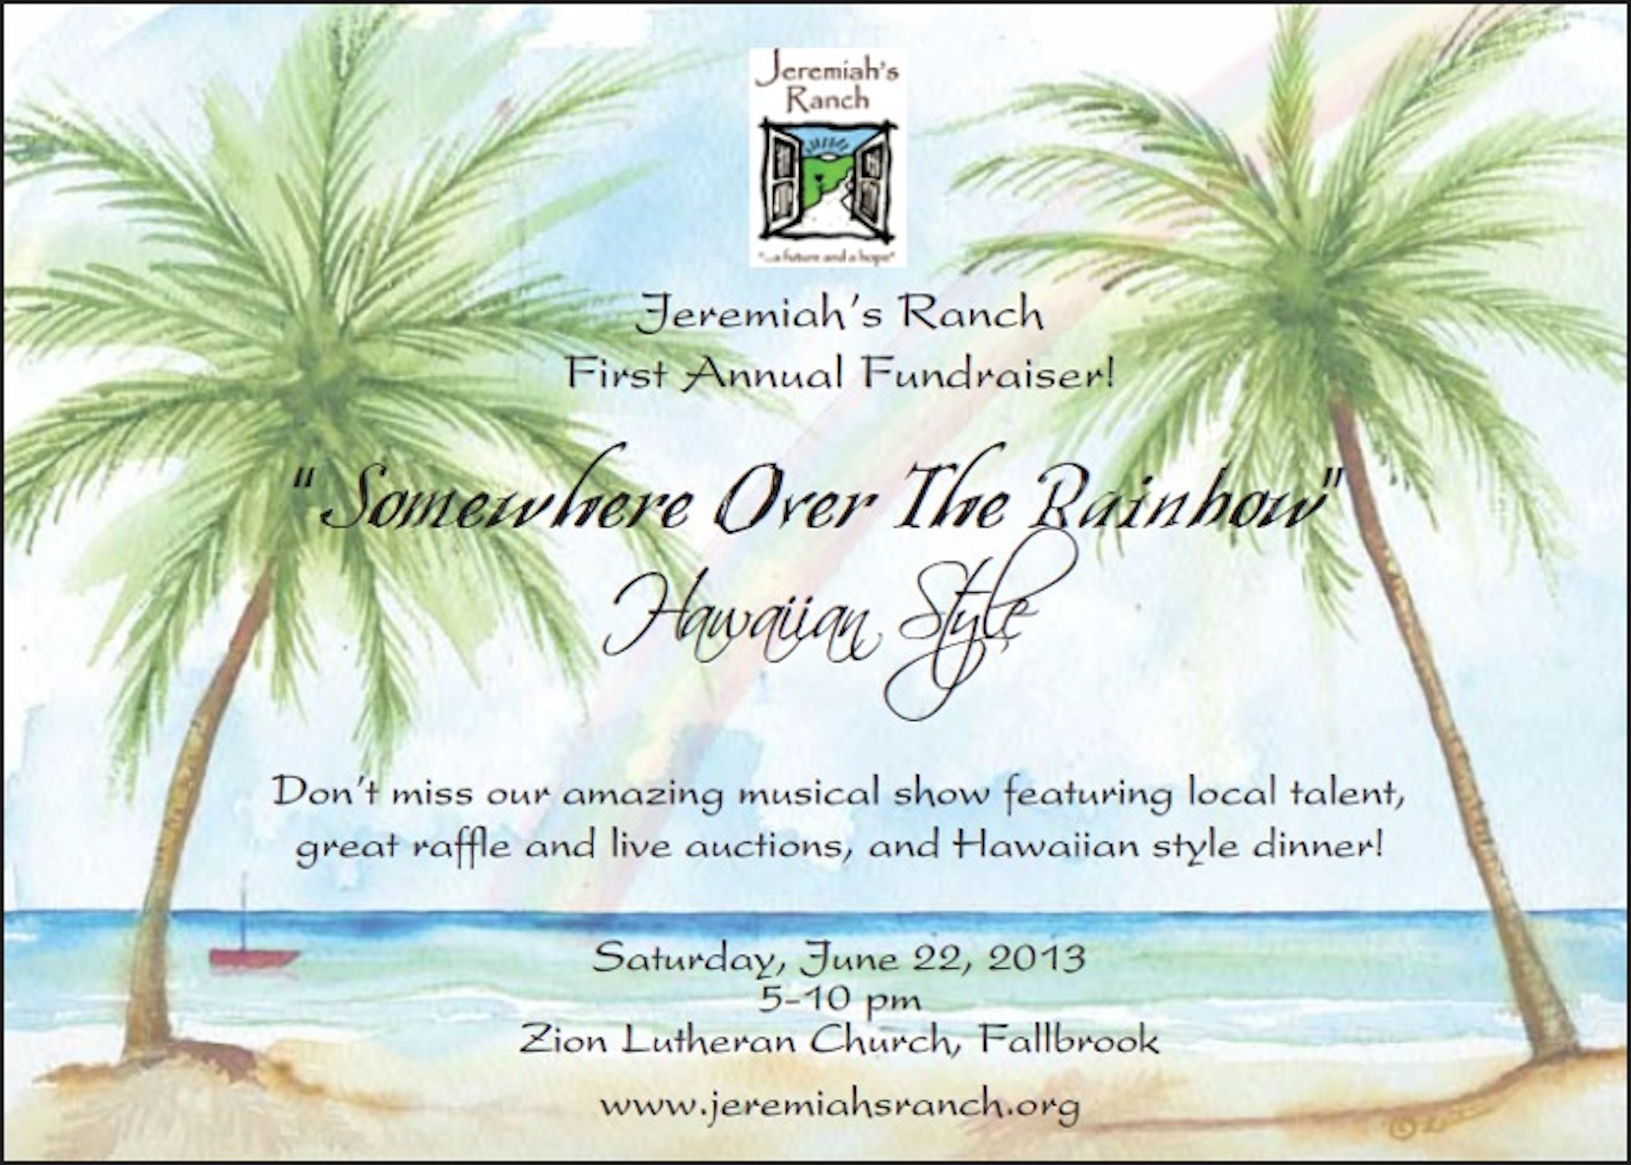 Jeremiah's
Ranch
"...a future and a hope"
Jeremiah's Ranch
First Annual Fundraiser!
"Somewhere Over The Rainbow"
Hawaiian Style
Don't miss our amazing musical show featuring local talent,
great raffle and live auctions, and Hawaiian style dinner!
Saturday, June 22, 2013
5-10 pm
Zion Lutheran Church, Fallbrook
www.jeremiahsranch.org